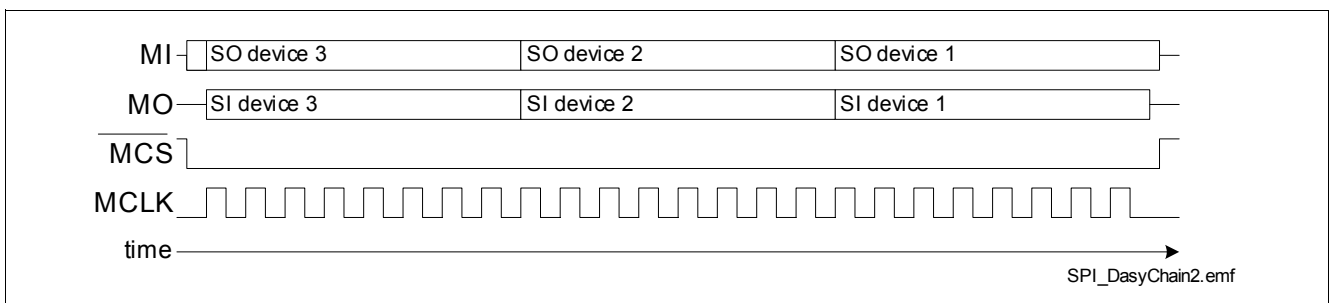 MI SO device 3 SO device 2 SO device 1
MO SI device 3 SI device 2 SI device 1
MCS
MCLK
time
SPI_DasyChain2.emf